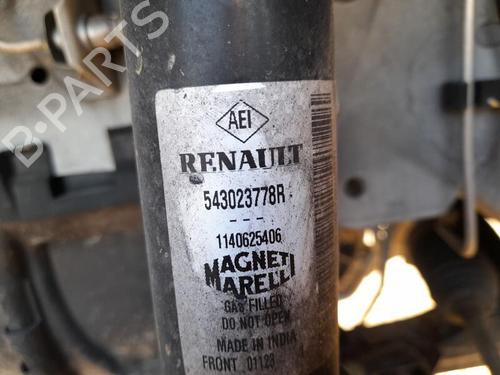 B-PARTS
AEI
RENAULT
543023778R
---
1140625406
MAGNETI
MARELLI
GAS FILLED
DO NOT OPEN
MADE IN INDIA
FRONT 01123